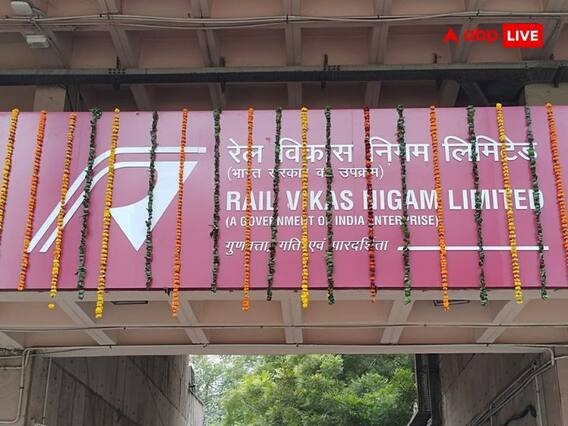 abp LIVE
रेल विकास निगम लिमिटेड
(भारत सरकार का उपक्रम)
RAIL VIKAS NIGAM LIMITED
(A GOVERNMENT OF INDIA ENTERPRISE)
गुणवत्ता, गति एवं पारदर्शिता